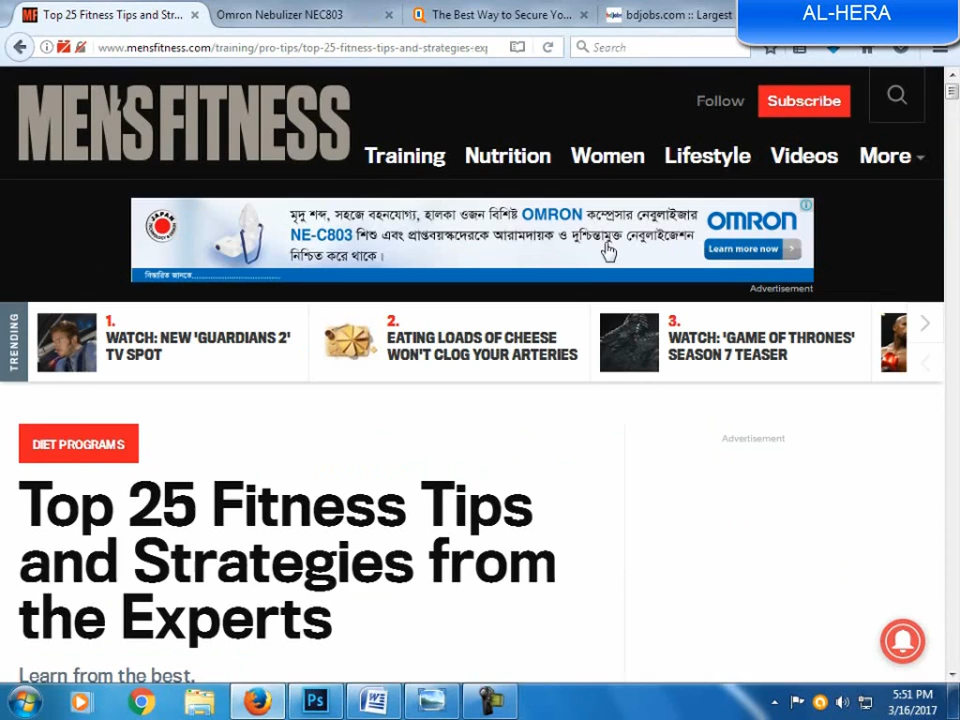 Top 25 Fitness Tips and Str...
Omron Nebulizer NEC803
The Best Way to Secure Yo...
bdjobs.com :: Largest
AL-HERA
www.mensfitness.com/training/pro-tips/top-25-fitness-tips-and-strategies-exp
Search
MEN'S FITNESS
Follow
Subscribe
Training Nutrition Women Lifestyle Videos More
JAPAN
মৃদু শব্দ, সহজে বহনযোগ্য, হালকা ওজন বিশিষ্ট OMRON কম্প্রেসার নেবুলাইজার
NE-C803 শিশু এবং প্রাপ্তবয়স্কদেরকে আরামদায়ক ও দুশ্চিন্তামুক্ত নেবুলাইজেশন
নিশ্চিত করে থাকে।
OMRON
Learn more now
Advertisement
TRENDING
1.
WATCH: NEW 'GUARDIANS 2'
TV SPOT
2.
EATING LOADS OF CHEESE
WON'T CLOG YOUR ARTERIES
3.
WATCH: 'GAME OF THRONES'
SEASON 7 TEASER
DIET PROGRAMS
Advertisement
Top 25 Fitness Tips
and Strategies from
the Experts
Learn from the best.
Ps
5:51 PM
3/16/2017